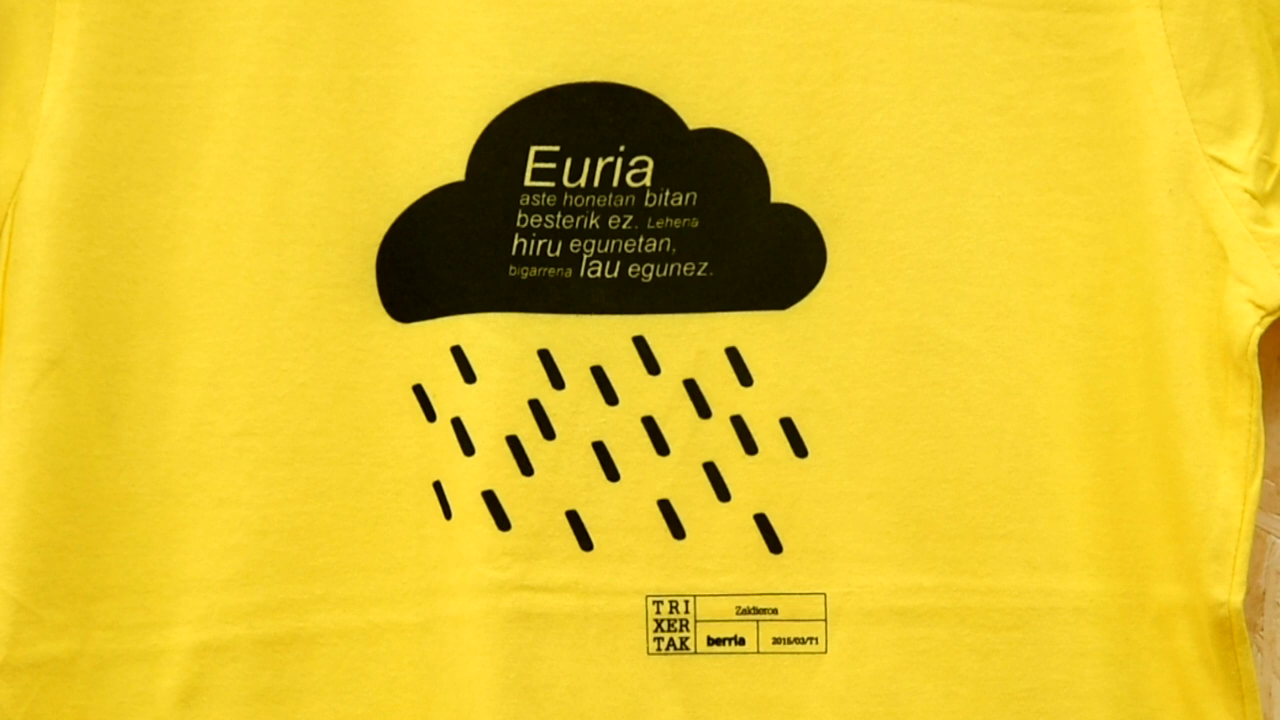 Euria
aste honetan bitan
besterik ez. Lehena
hiru egunetan,
bigarrena lau egunez.
TRI
XER
TAK
Zaldieroa
berria
2015/03/T1